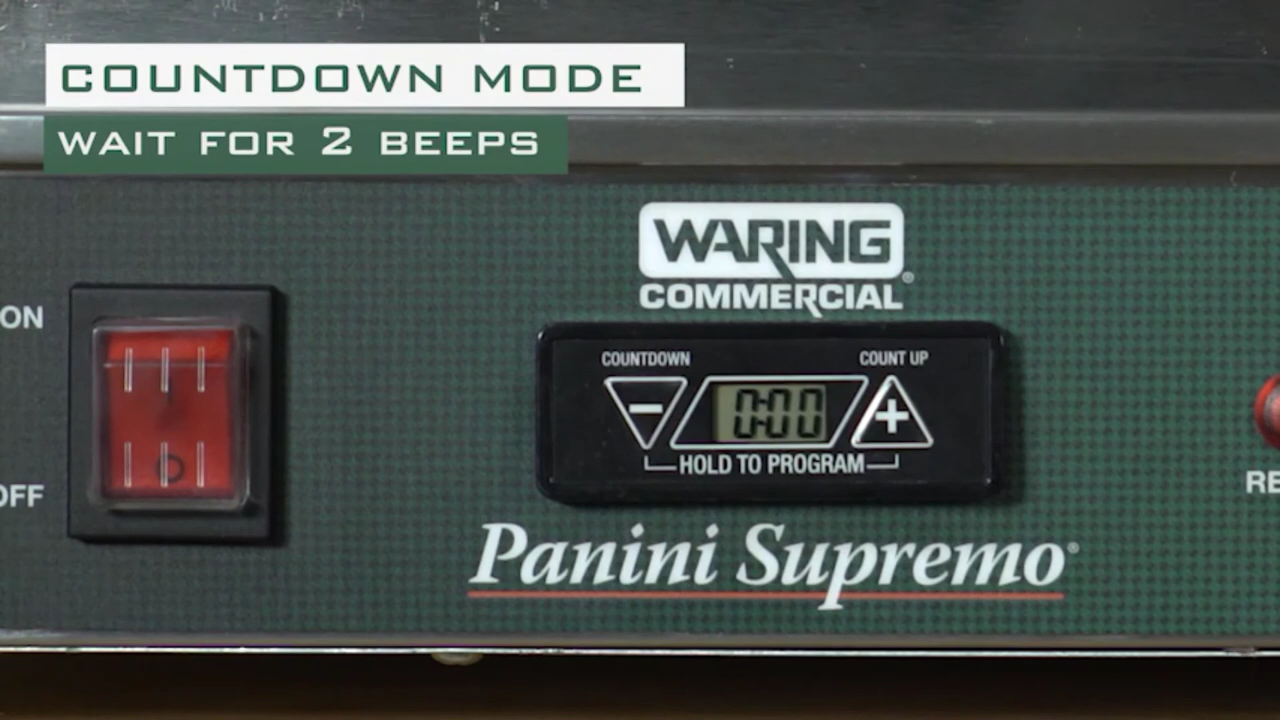 COUNTDOWN MODE
WAIT FOR 2 BEEPS
WARING
COMMERCIAL®
ON
COUNTDOWN
COUNT UP
0:00
HOLD TO PROGRAM
OFF
RE
Panini Supremo®